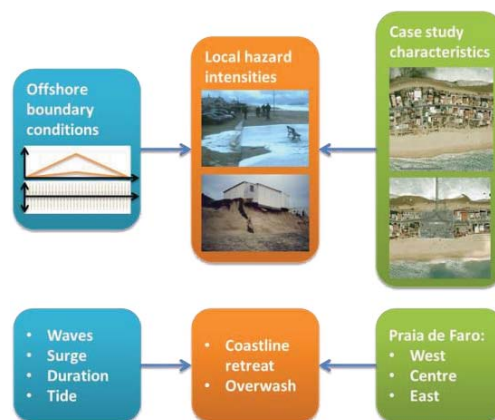 Offshore
boundary
conditions
Local hazard
intensities
Case study
characteristics
• Waves
• Surge
• Duration
• Tide
• Coastline
retreat
• Overwash
Praia de Faro:
• West
• Centre
• East